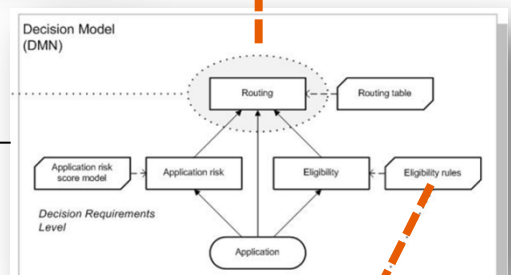 Decision Model
(DMN)
Routing
Routing table
Application risk
score model
Application risk
Eligibility
Eligibility rules
Decision Requirements
Level
Application